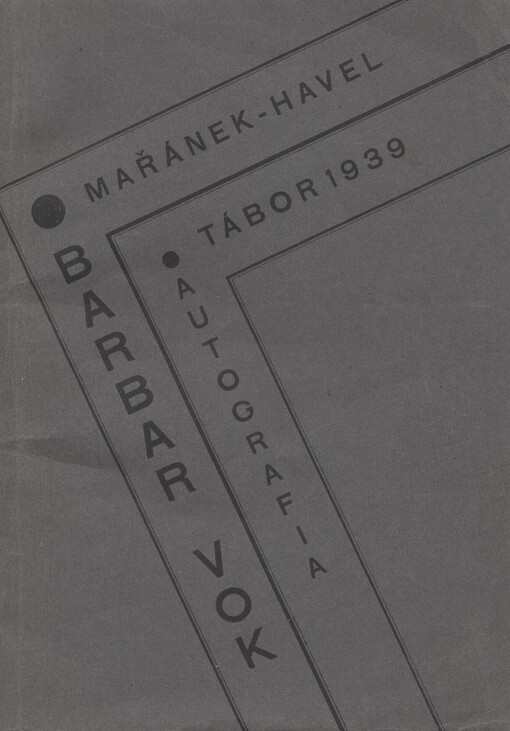 MAŘÁNEK-HAVEL
BARBAR VOK
TÁBOR 1939
AUTOGRAFIA